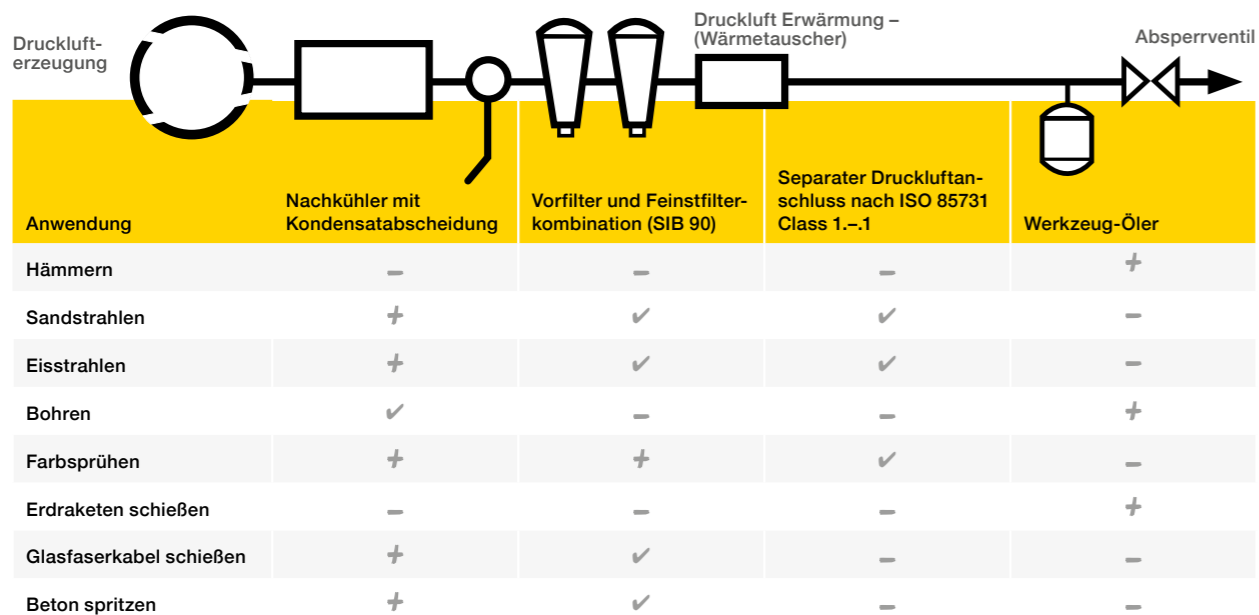 Druckluft-
erzeugung
Druckluft Erwärmung –
(Wärmetauscher)
Absperrventil
Anwendung
Nachkühler mit
Kondensatabscheidung
Vorfilter und Feinstfilter-
kombination (SIB 90)
Separater Druckluftan-
schluss nach ISO 85731
Class 1.–.1
Werkzeug-Öler
Hämmern – – – +
Sandstrahlen + ✔ ✔ –
Eisstrahlen + ✔ ✔ –
Bohren ✔ – – +
Farbsprühen + + ✔ –
Erdraketen schießen – – – +
Glasfaserkabel schießen + ✔ – –
Beton spritzen + ✔ – –